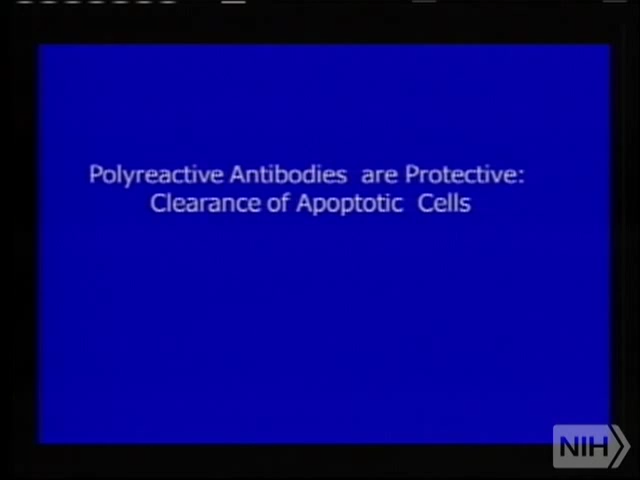 Polyreactive Antibodies are Protective:
Clearance of Apoptotic Cells
NIH